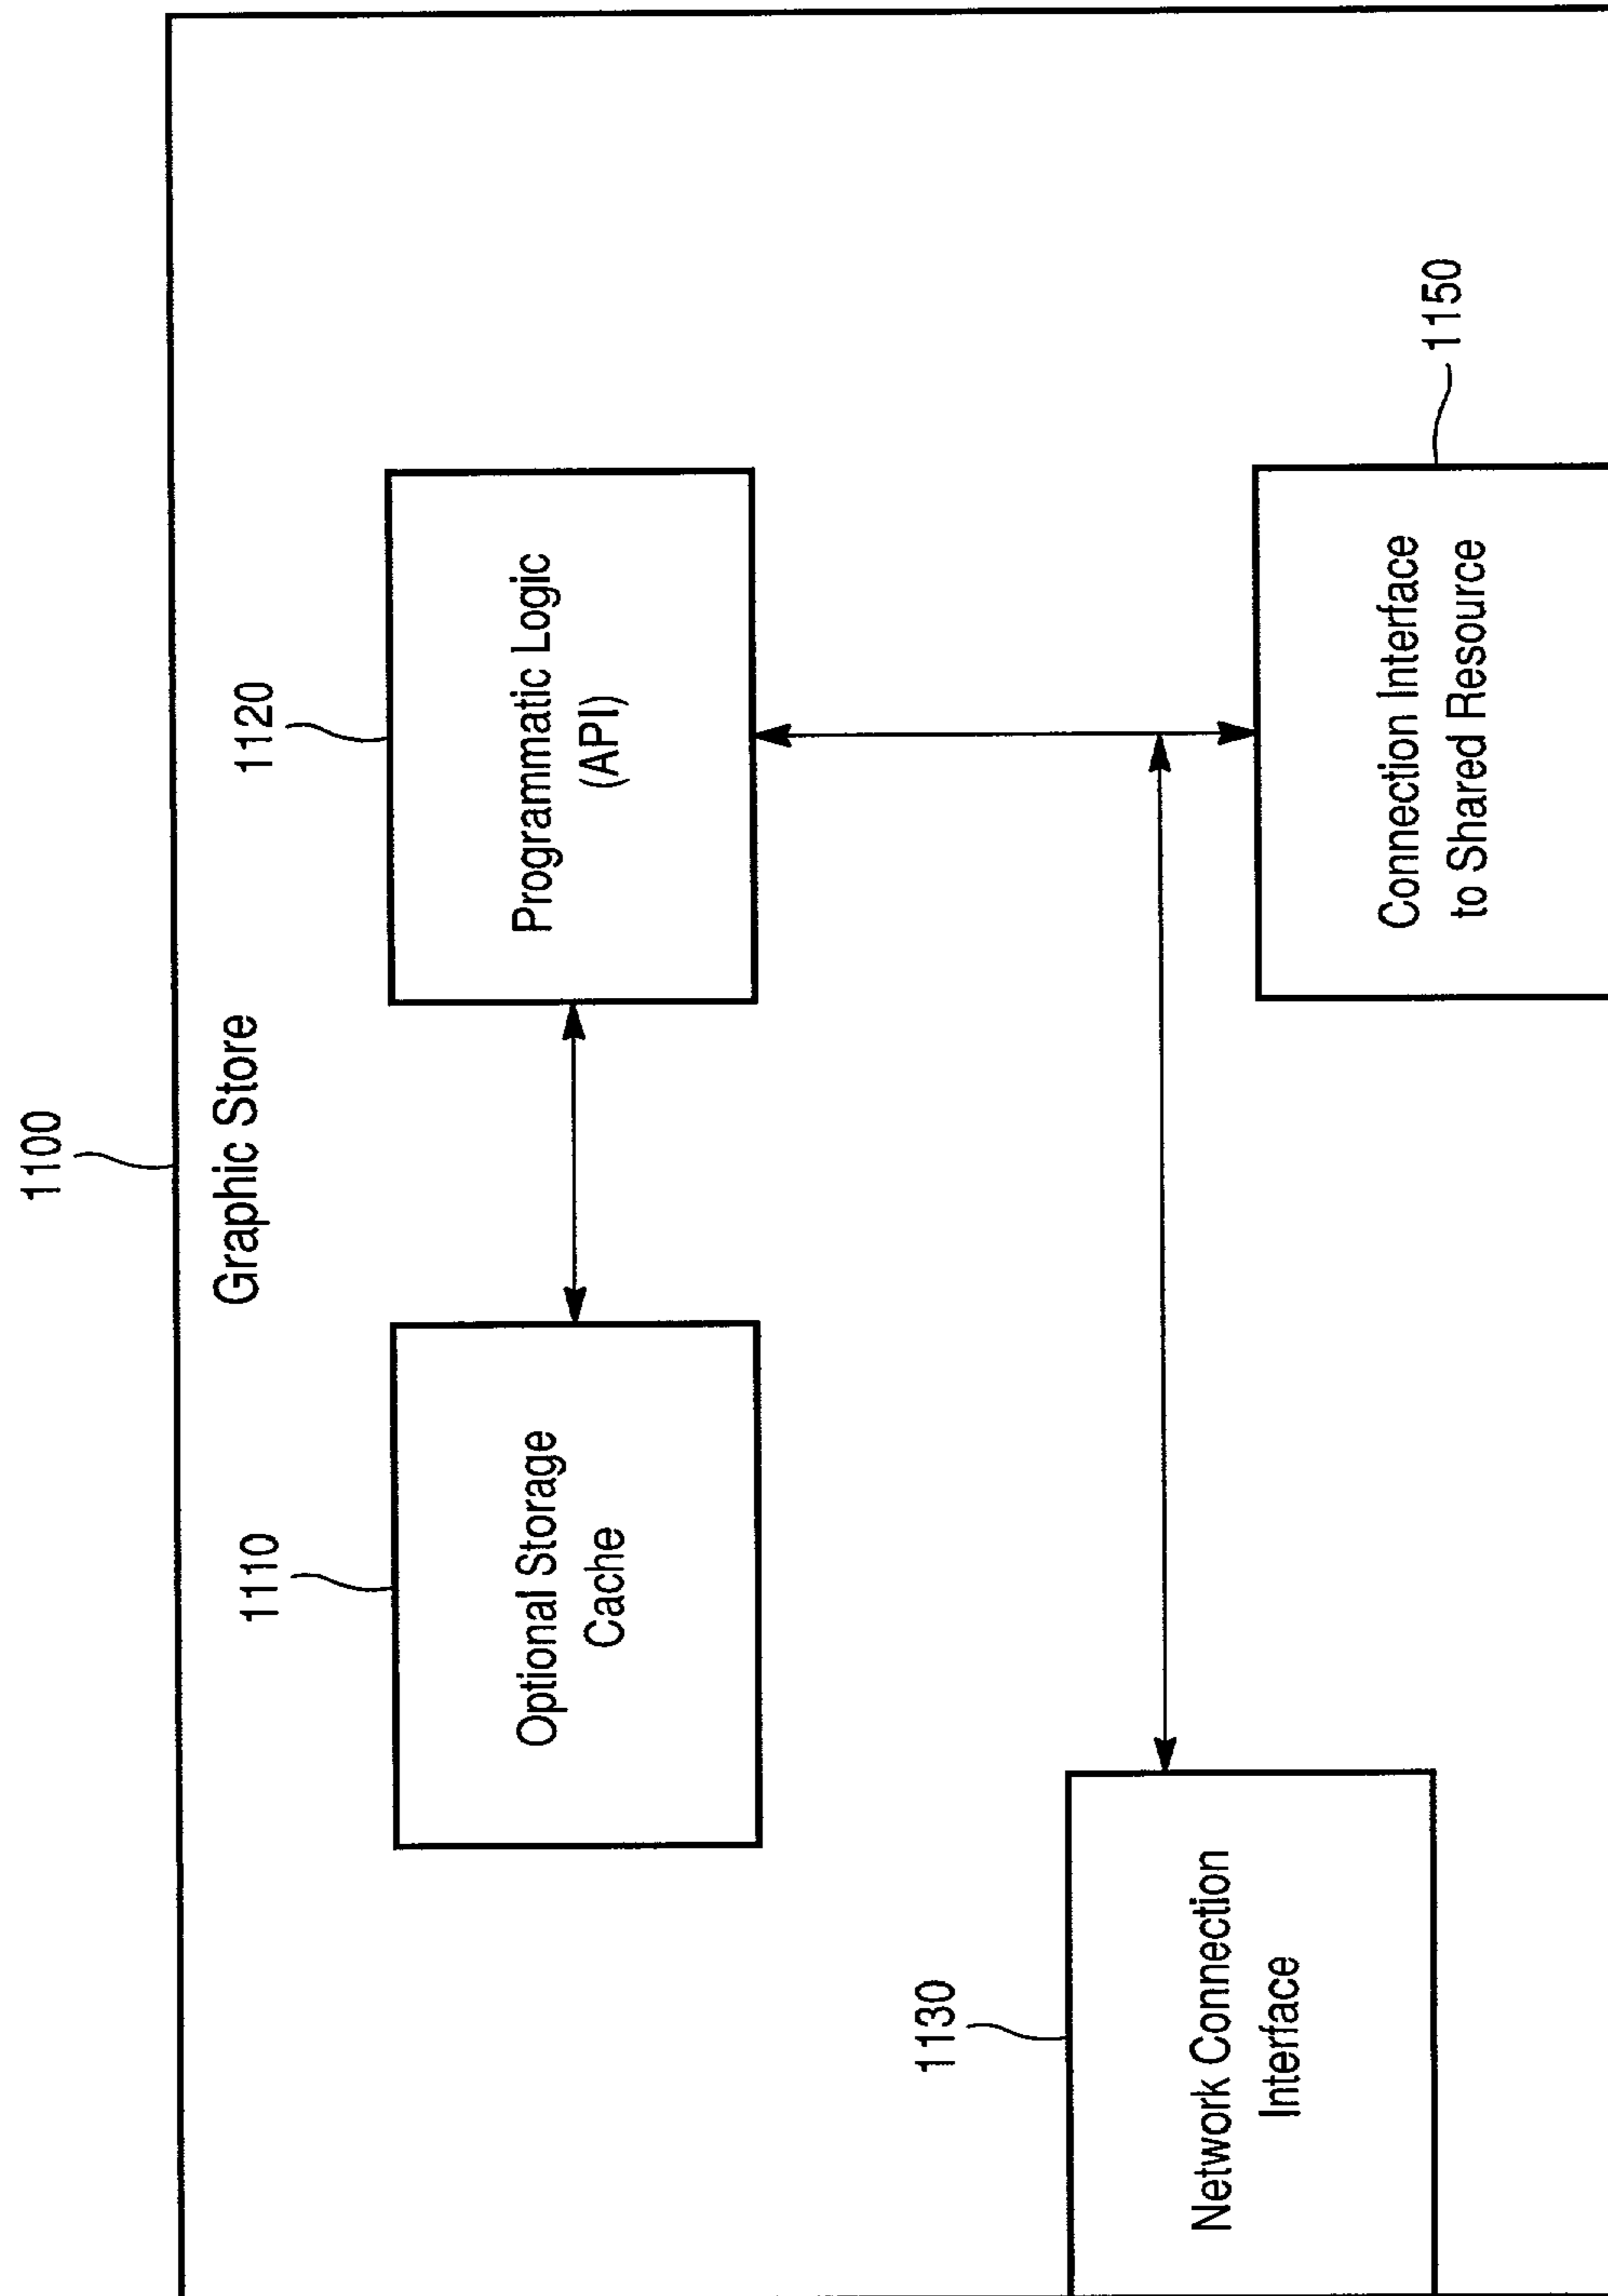 1100
Graphic Store
1110
Optional Storage
Cache
1120
Programmatic Logic
(API)
1130
Network Connection
Interface
1150
Connection Interface
to Shared Resource